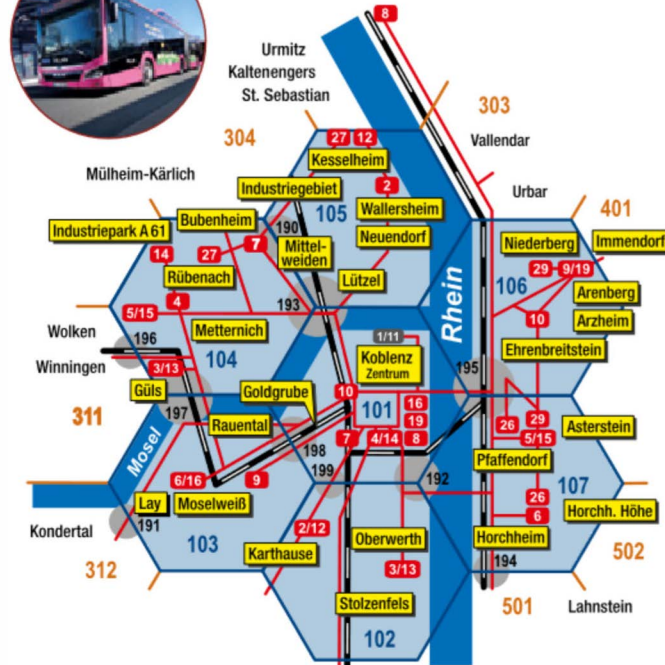 8
Urmitz
Kaltenengers
St. Sebastian
303
304
27
12
Vallendar
Kesselheim
Mülheim-Kärlich
Industriegebiet
2
Urbar
105
Wallersheim
401
Industriepark A 61
Bubenheim
190
Neuendorf
Niederberg
Immendorf
14
27
7
Mittel-
weiden
Rhein
106
29
9/19
Rübenach
Lützel
Arenberg
4
193
10
Arzheim
5/15
Metternich
1/11
Ehrenbreitstein
Wolken
196
104
Koblenz
Zentrum
195
Winningen
3/13
Güls
Goldgrube
10
101
16
311
197
Rauental
19
26
29
Asterstein
Mosel
198
7
4/14
8
5/15
Pfaffendorf
199
6/16
9
192
107
Lay
Moselweiß
26
Horchh. Höhe
191
2/12
6
Kondertal
103
Oberwerth
Horchheim
Karthause
502
312
3/13
194
Stolzenfels
501
Lahnstein
102